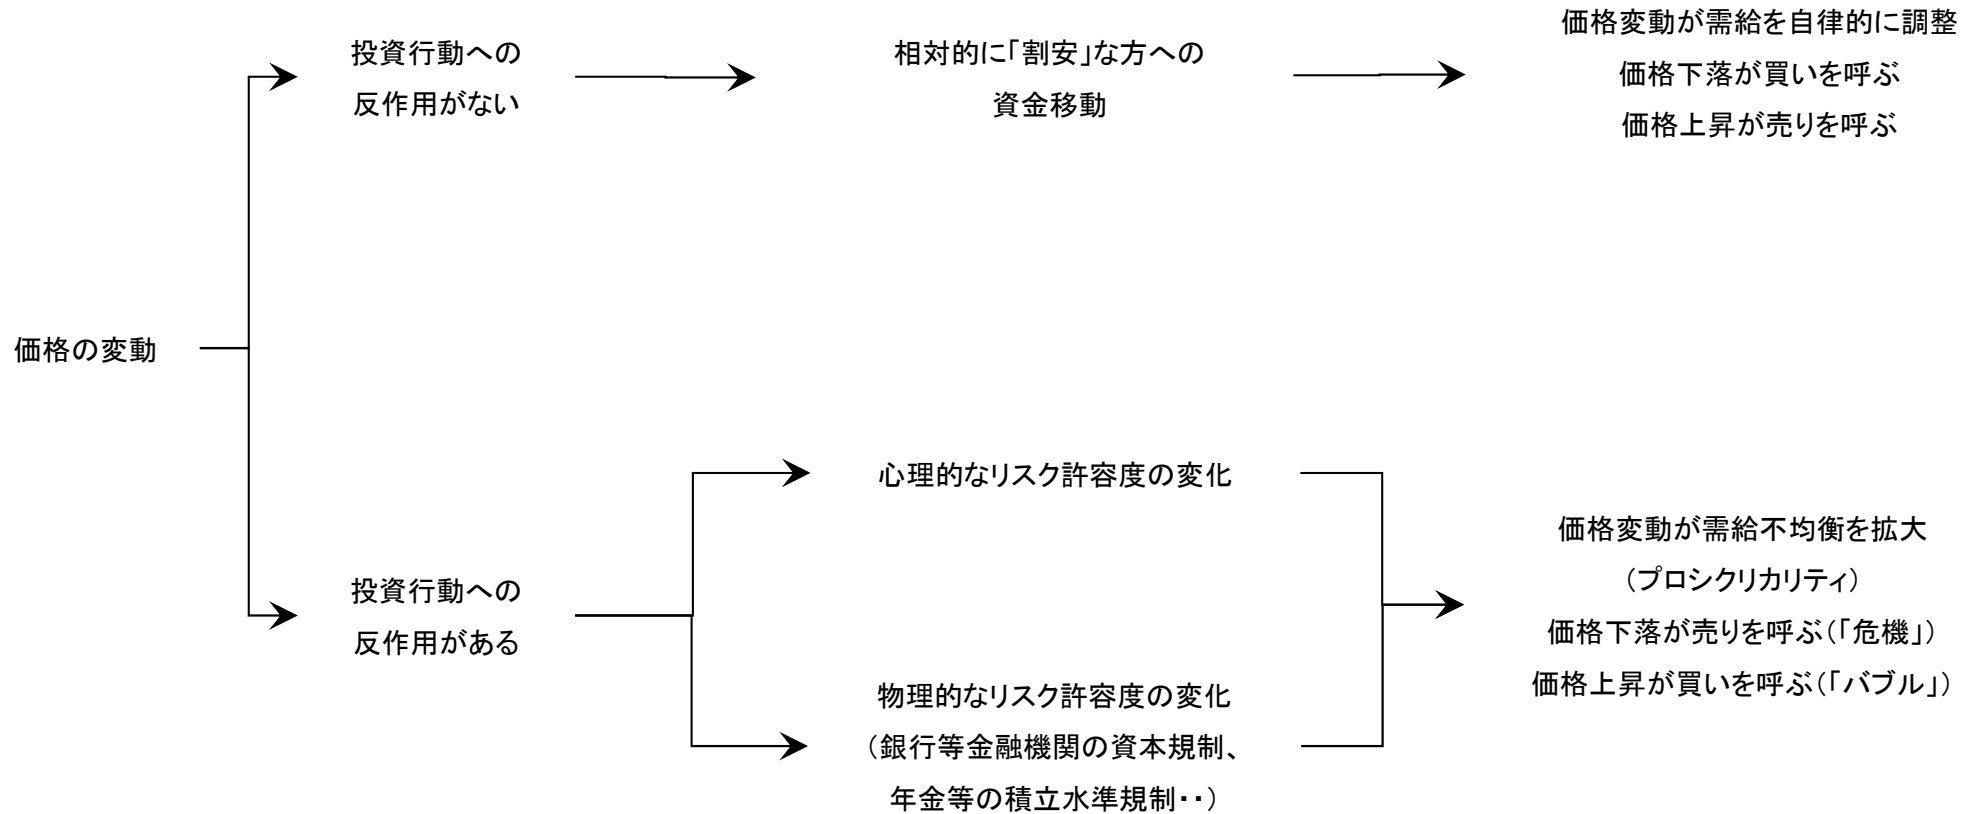 価格の変動
投資行動への
反作用がない
相対的に「割安」な方への
資金移動
価格変動が需給を自律的に調整
価格下落が買いを呼ぶ
価格上昇が売りを呼ぶ
投資行動への
反作用がある
心理的なリスク許容度の変化
物理的なリスク許容度の変化
（銀行等金融機関の資本規制、
年金等の積立水準規制・・）
価格変動が需給不均衡を拡大
（プロシクリカリティ）
価格下落が売りを呼ぶ（「危機」）
価格上昇が買いを呼ぶ（「バブル」）